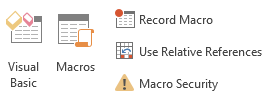 Visual
Basic
Macros
Record Macro
Use Relative References
Macro Security